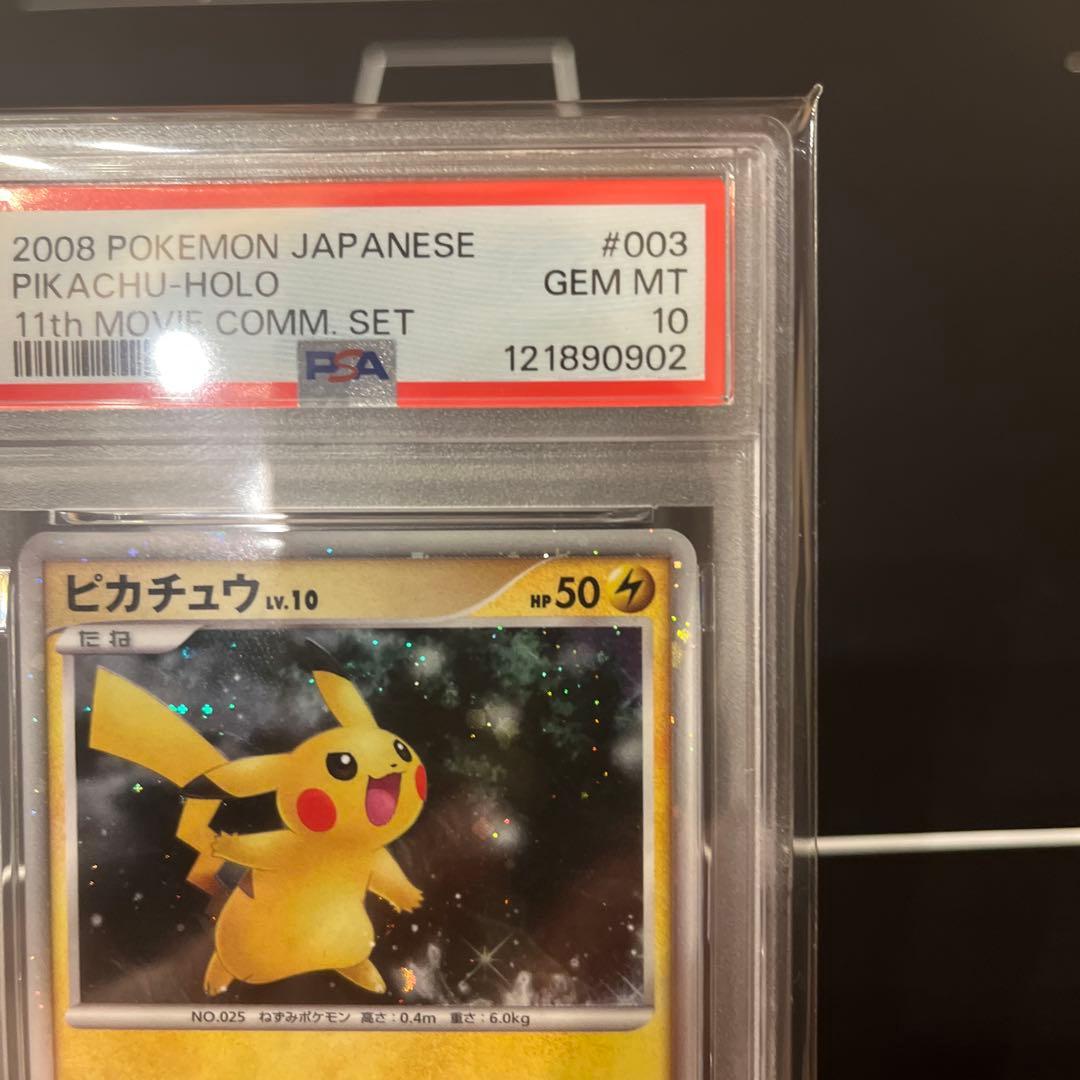 2008 POKEMON JAPANESE #003
PIKACHU-HOLO GEM MT
11th MOVIE COMM. SET 10
PSA 121890902
ピカチュウ LV.10 HP 50
たね
NO.025 ねずみポケモン 高さ:0.4m 重さ:6.0kg